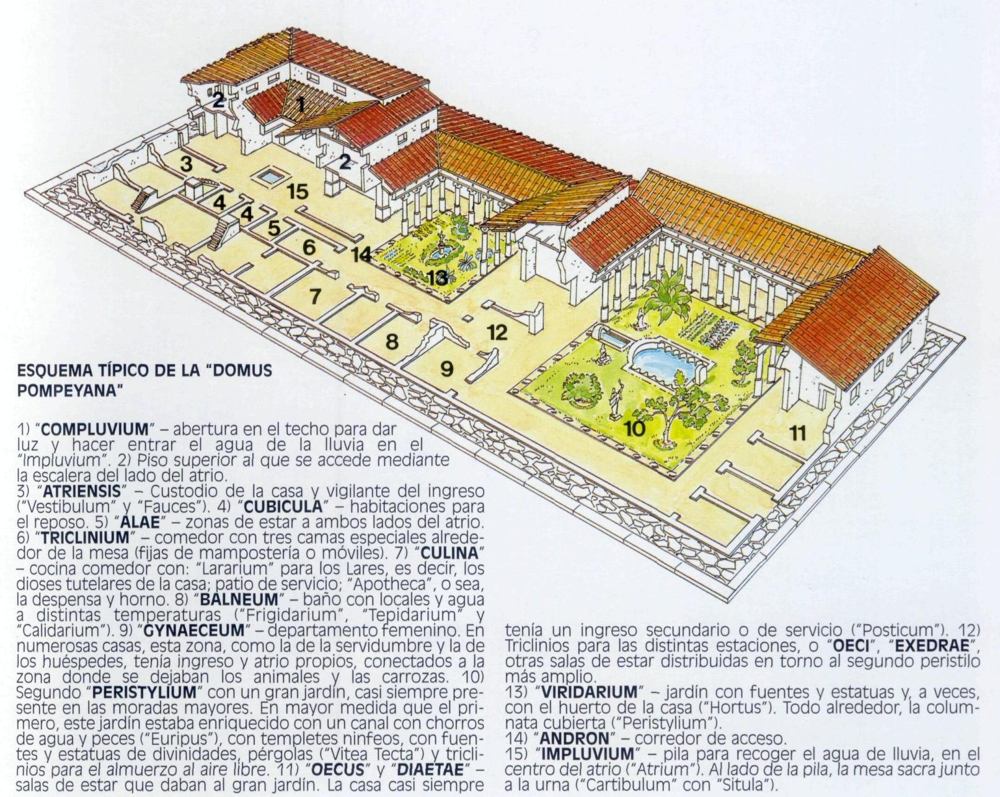 2
1
2
3
15
4
4
5
6
14
13
7
12
8
9
10
11
ESQUEMA TÍPICO DE LA "DOMUS
POMPEYANA"
1) "COMPLUVIUM" – abertura en el techo para dar
luz y hacer entrar el agua de la lluvia en el
"Impluvium". 2) Piso superior al que se accede mediante
la escalera del lado del atrio.
3) "ATRIENSIS" – Custodio de la casa y vigilante del ingreso
("Vestibulum" y "Fauces"). 4) "CUBICULA" – habitaciones para
el reposo. 5) "ALAE" – zonas de estar a ambos lados del atrio.
6) "TRICLINIUM" – comedor con tres camas especiales alrede-
dor de la mesa (fijas de mampostería o móviles). 7) "CULINA"
– cocina comedor con: "Lararium" para los Lares, es decir, los
dioses tutelares de la casa; patio de servicio; "Apotheca", o sea,
la despensa y horno. 8) "BALNEUM" – baño con locales y agua
a distintas temperaturas ("Frigidarium", "Tepidarium" y
"Calidarium"). 9) "GYNAECEUM" – departamento femenino. En
numerosas casas, esta zona, como la de la servidumbre y la de
los huéspedes, tenía ingreso y atrio propios, conectados a la
zona donde se dejaban los animales y las carrozas. 10)
Segundo "PERISTYLIUM" con un gran jardín, casi siempre pre-
sente en las moradas mayores. En mayor medida que el pri-
mero, este jardín estaba enriquecido con un canal con chorros
de agua y peces ("Euripus"), con templetes ninfeos, con fuen-
tes y estatuas de divinidades, pérgolas ("Vitea Tecta") y tricli-
nios para el almuerzo al aire libre. 11) "OECUS" y "DIAETAE" –
salas de estar que daban al gran jardín. La casa casi siempre
tenía un ingreso secundario o de servicio ("Posticum"). 12)
Triclinios para las distintas estaciones, o "OECI", "EXEDRAE",
otras salas de estar distribuidas en torno al segundo peristilo
más amplio.
13) "VIRIDARIUM" – jardín con fuentes y estatuas y, a veces,
con el huerto de la casa ("Hortus"). Todo alrededor, la colum-
nata cubierta ("Peristylium").
14) "ANDRON" – corredor de acceso.
15) "IMPLUVIUM" – pila para recoger el agua de lluvia, en el
centro del atrio ("Atrium"). Al lado de la pila, la mesa sacra junto
a la urna ("Cartibulum" con "Situla").